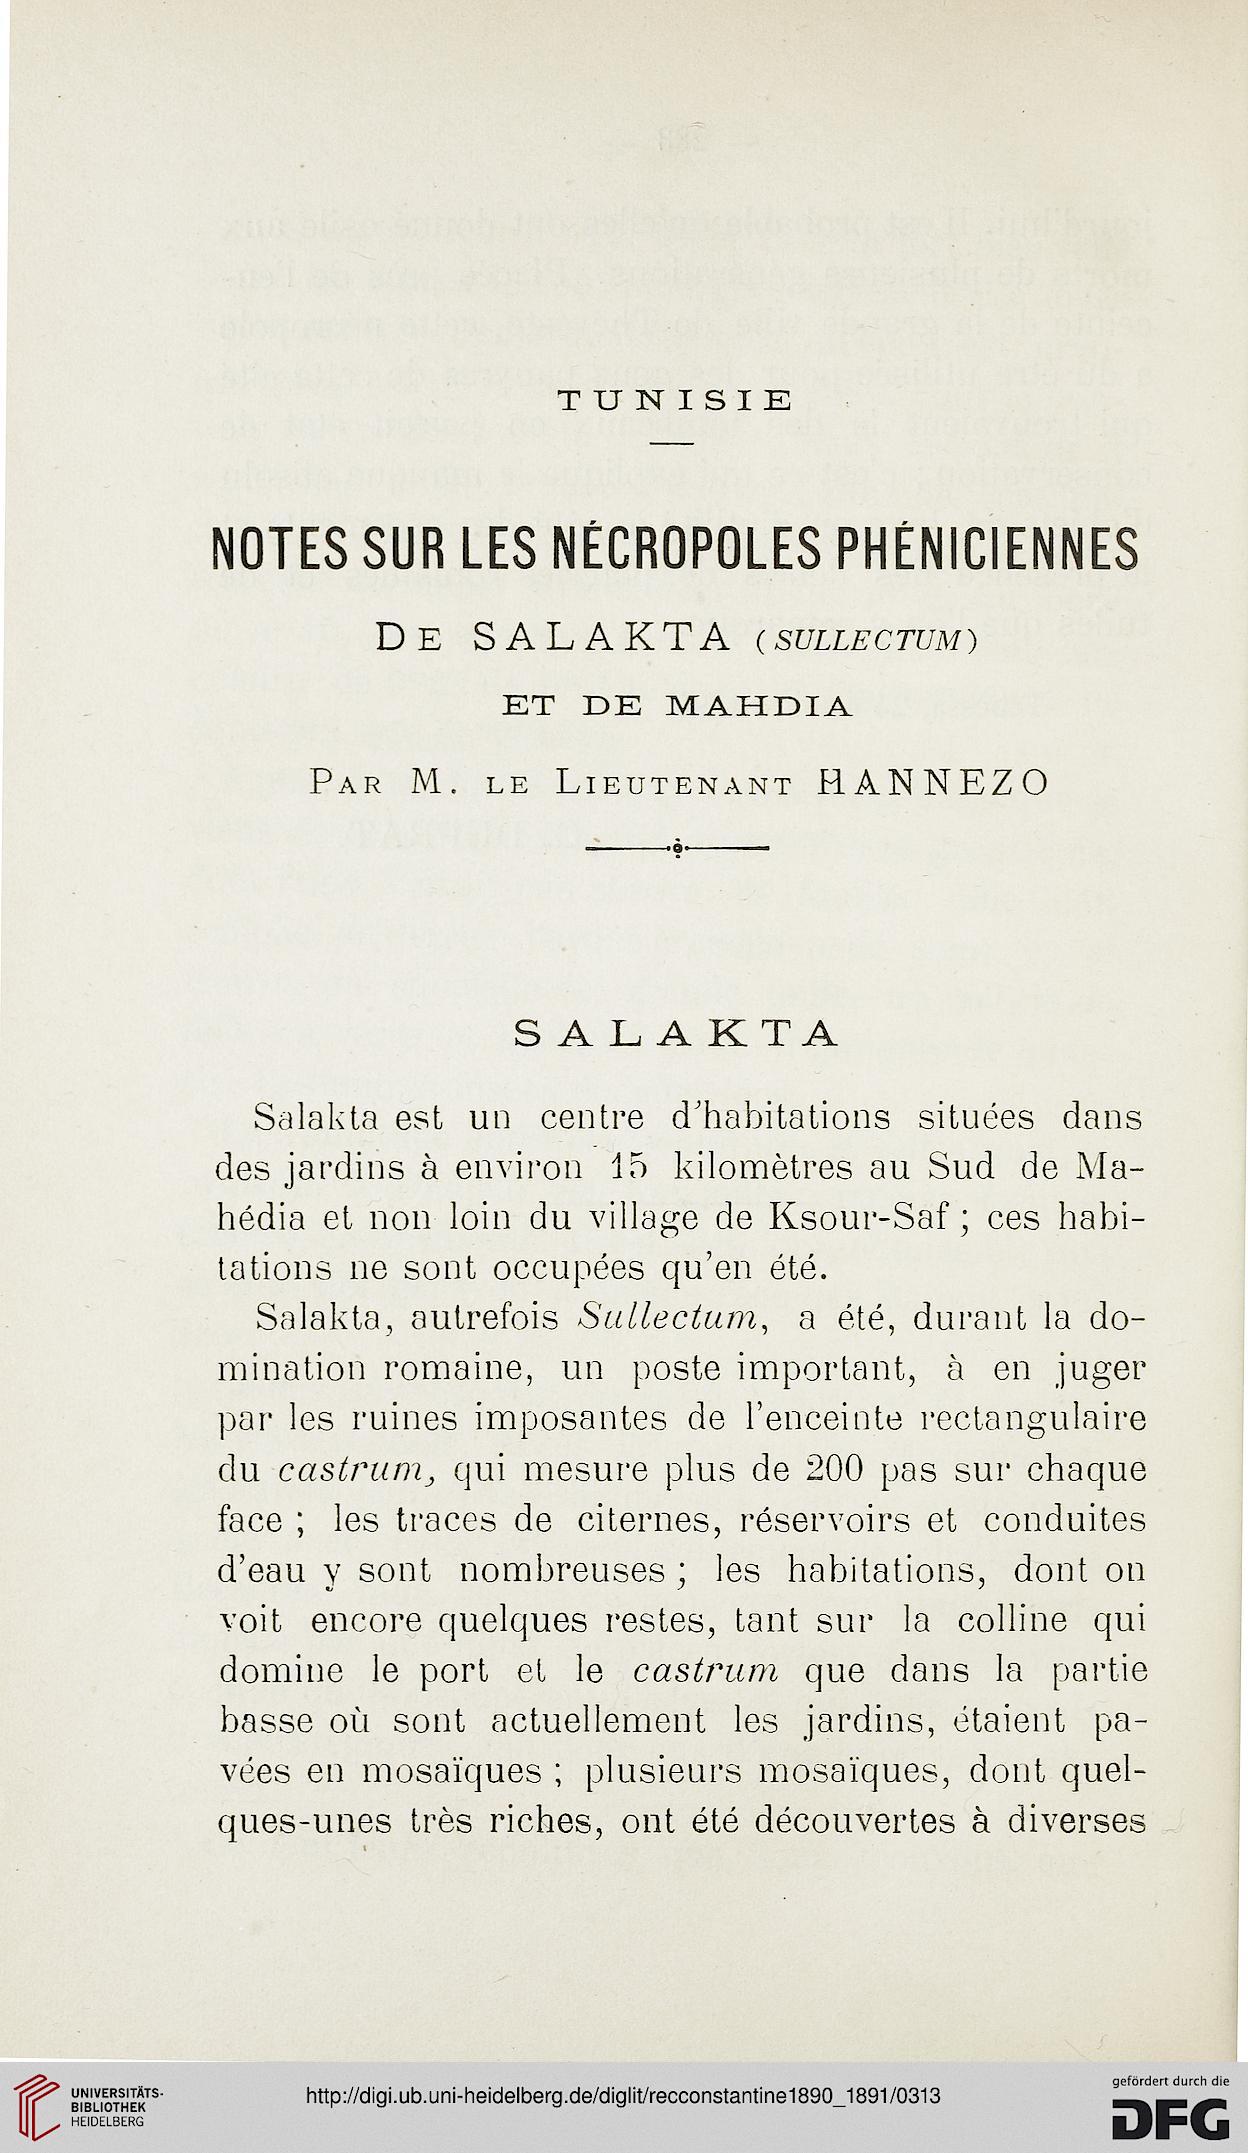 TUNISIE
NOTES SUR LES NÉCROPOLES PHÉNICIENNES
DE SALAKTA (SULLECTUM)
ET DE MAHDIA
PAR M. LE LIEUTENANT HANNEZO
SALAKTA
Salakta est un centre d'habitations situées dans
des jardins à environ 15 kilomètres au Sud de Ma-
hédia et non loin du village de Ksour-Saf ; ces habi-
tations ne sont occupées qu'en été.
Salakta, autrefois Sullectum, a été, durant la do-
mination romaine, un poste important, à en juger
par les ruines imposantes de l'enceinte rectangulaire
du castrum, qui mesure plus de 200 pas sur chaque
face ; les traces de citernes, réservoirs et conduites
d'eau y sont nombreuses ; les habitations, dont on
voit encore quelques restes, tant sur la colline qui
domine le port et le castrum que dans la partie
basse où sont actuellement les jardins, étaient pa-
vées en mosaïques ; plusieurs mosaïques, dont quel-
ques-unes très riches, ont été découvertes à diverses
UNIVERSITÄTS-
BIBLIOTHEK
HEIDELBERG
http://digi.ub.uni-heidelberg.de/diglit/recconstantine1890_1891/0313
gefördert durch die
DFG